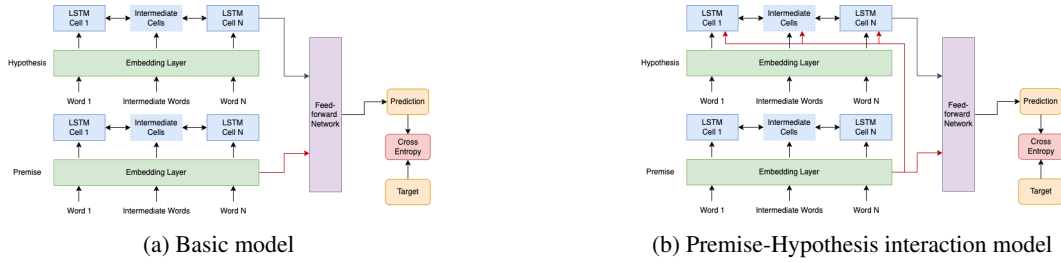 LSTM Cell 1
Intermediate Cells
LSTM Cell N
Hypothesis
Embedding Layer
Word 1
Intermediate Words
Word N
LSTM Cell 1
Intermediate Cells
LSTM Cell N
Premise
Embedding Layer
Word 1
Intermediate Words
Word N
Feed-
forward
Network
Prediction
Cross
Entropy
Target
(a) Basic model
LSTM Cell 1
Intermediate Cells
LSTM Cell N
Hypothesis
Embedding Layer
Word 1
Intermediate Words
Word N
LSTM Cell 1
Intermediate Cells
LSTM Cell N
Premise
Embedding Layer
Word 1
Intermediate Words
Word N
Feed-
forward
Network
Prediction
Cross
Entropy
Target
(b) Premise-Hypothesis interaction model